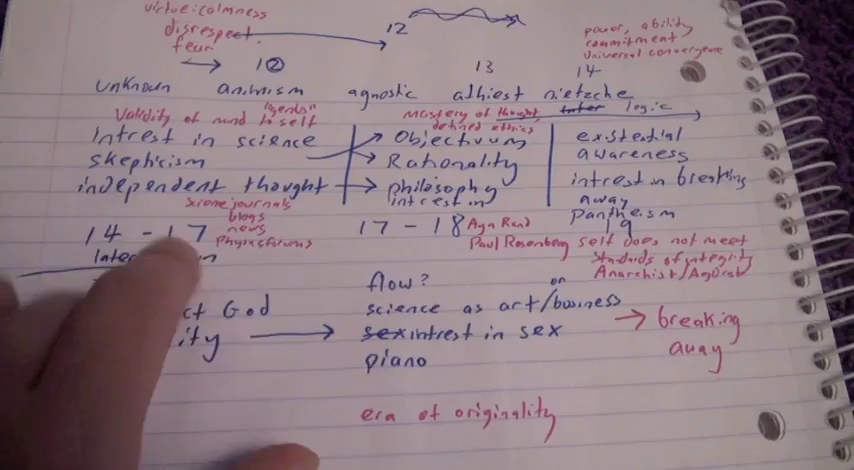 virtue: calmness
disrespect.
fear
12
power, ability
commitment
universal convergence
10 2
13
14
unknown animism agnostic athiest nietzche
Validity of mind to self
"agenda"
Mastery of thought, logic
defined ethics
intrest in science
skepticism
independent thought
Objectivism
Rationality
philosophy
intrest in
existential
awareness
intrest in breaking
away
pantheism
science journals
blogs
news
physicsforums
14 - 17
17 - 18
Ayn Rand
Paul Rosenberg
19
self does not meet
standards of integrity
Anarchist/Agorist
flow?
God
science as art/business
on
sex intrest in sex
piano
breaking
away
era of originality